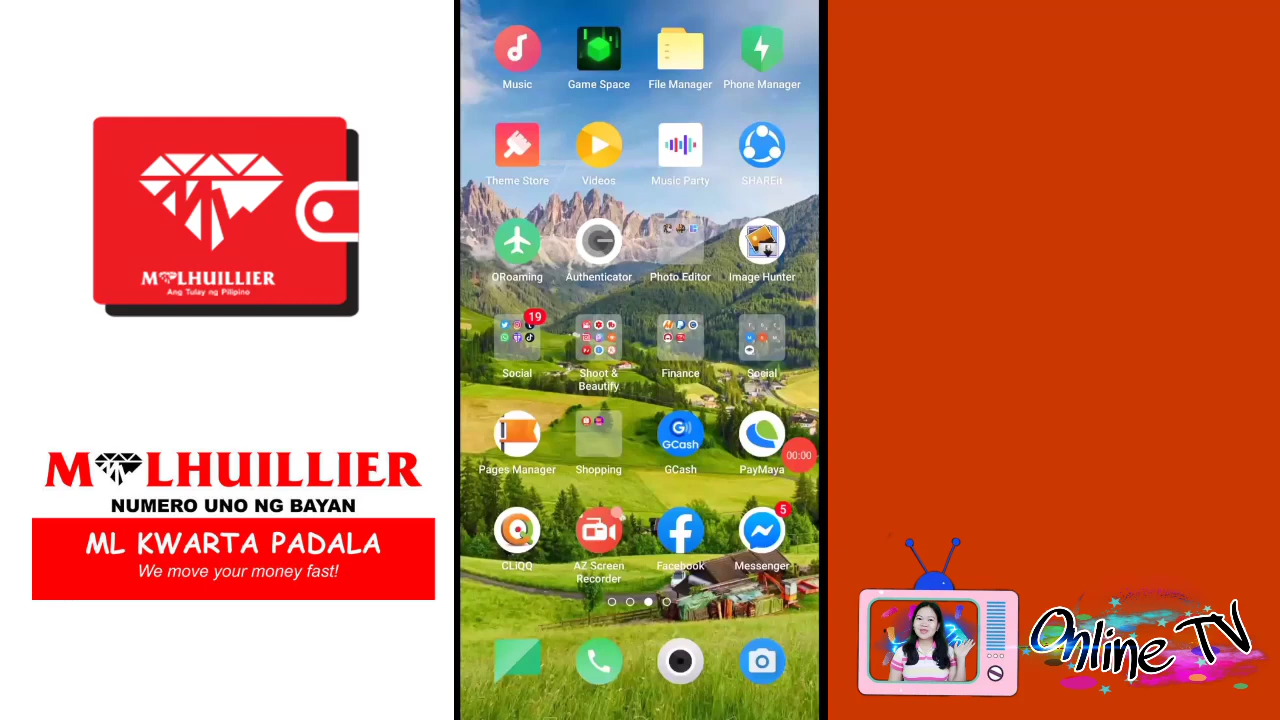 M LHUILLIER
Ang Tulay ng Pilipino
M LHUILLIER
NUMERO UNO NG BAYAN
ML KWARTA PADALA
We move your money fast!
Music
Game Space
File Manager
Phone Manager
Theme Store
Videos
Music Party
SHAREit
ORoaming
Authenticator
Photo Editor
Image Hunter
19
Social
Shoot &
Beautify
Finance
Social
G
GCash
00:00
Pages Manager
Shopping
GCash
PayMaya
5
CLiQQ
AZ Screen
Recorder
Facebook
Messenger
Online TV